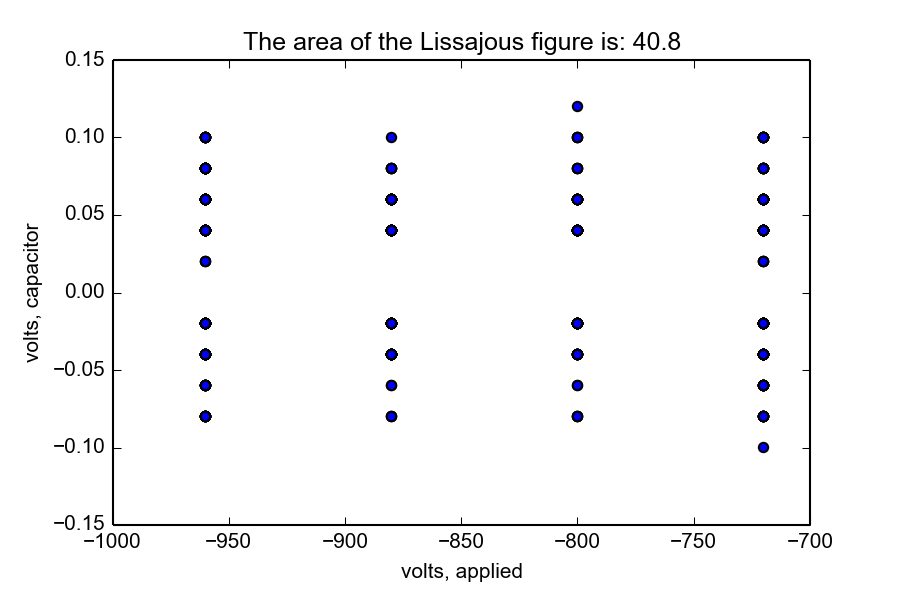 The area of the Lissajous figure is: 40.8
0.15
0.10
0.05
0.00
−0.05
−0.10
−0.15
−1000 −950 −900 −850 −800 −750 −700
volts, capacitor
volts, applied